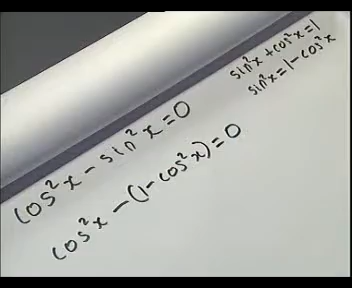 sin²x + cos²x = 1
sin²x = 1 - cos²x
cos²x - sin²x = 0
cos²x - (1 - cos²x) = 0